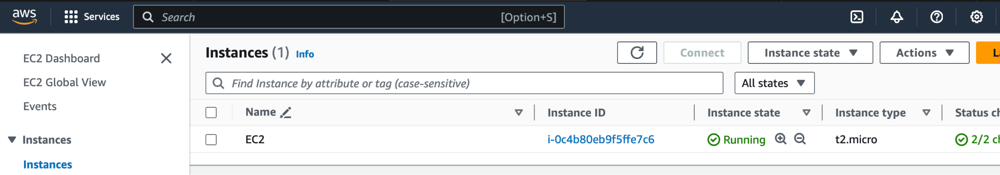 aws Services Search [Option+S]
EC2 Dashboard
EC2 Global View
Events
Instances
Instances
Instances (1) Info Connect Instance state Actions
Find Instance by attribute or tag (case-sensitive) All states
Name Instance ID Instance state Instance type Status
EC2 i-0c4b80eb9f5ffe7c6 Running t2.micro 2/2